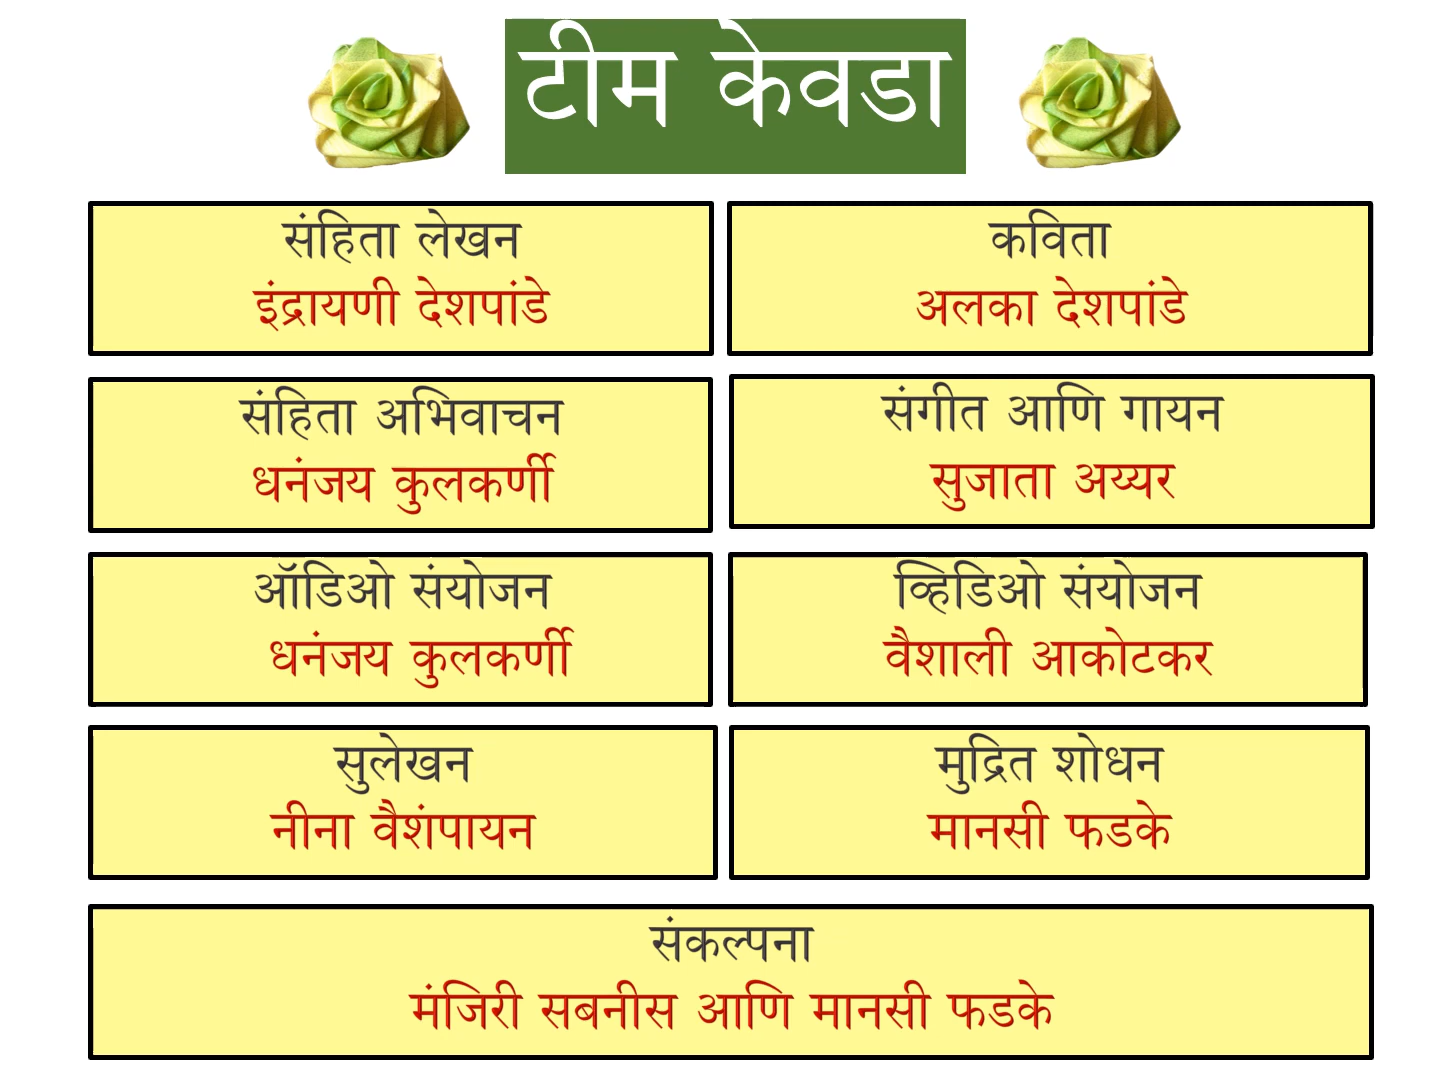 टीम केवडा
संहिता लेखन
इंद्रायणी देशपांडे
कविता
अलका देशपांडे
संहिता अभिवाचन
धनंजय कुलकर्णी
संगीत आणि गायन
सुजाता अय्यर
ऑडिओ संयोजन
धनंजय कुलकर्णी
व्हिडिओ संयोजन
वैशाली आकोटकर
सुलेखन
नीना वैशंपायन
मुद्रित शोधन
मानसी फडके
संकल्पना
मंजिरी सबनीस आणि मानसी फडके